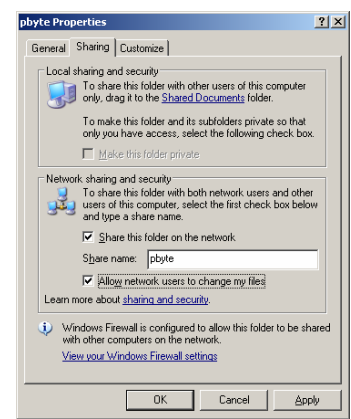 pbyte Properties
General Sharing Customize
Local sharing and security
To share this folder with other users of this computer
only, drag it to the Shared Documents folder.
To make this folder and its subfolders private so that
only you have access, select the following check box.
Make this folder private
Network sharing and security
To share this folder with both network users and other
users of this computer, select the first check box below
and type a share name.
Share this folder on the network
Share name: pbyte
Allow network users to change my files
Learn more about sharing and security.
Windows Firewall is configured to allow this folder to be shared
with other computers on the network.
View your Windows Firewall settings
OK Cancel Apply